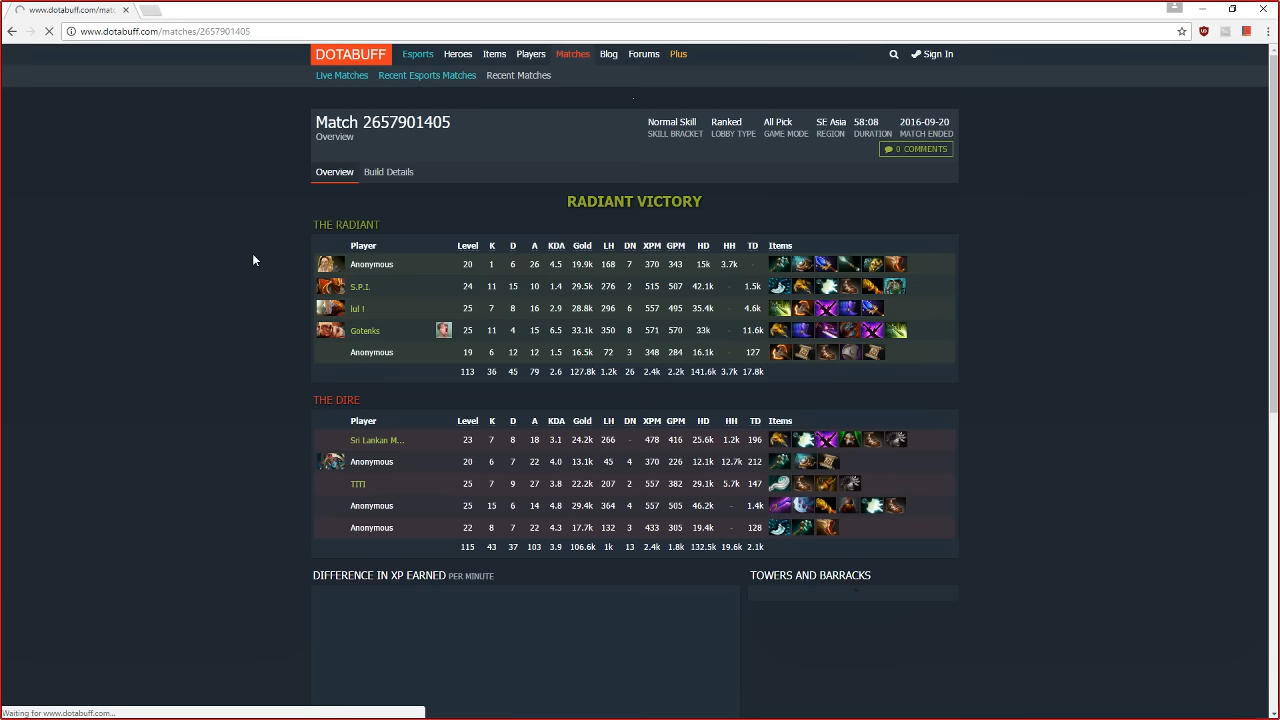 www.dotabuff.com/mat
www.dotabuff.com/matches/2657901405
DOTABUFF Esports Heroes Items Players Matches Blog Forums Plus Sign In
Live Matches Recent Esports Matches Recent Matches
Match 2657901405
Overview
Normal Skill Ranked All Pick SE Asia 58:08 2016-09-20
SKILL BRACKET LOBBY TYPE GAME MODE REGION DURATION MATCH ENDED
0 COMMENTS
Overview Build Details
RADIANT VICTORY
THE RADIANT
Player Level K D A KDA Gold LH DN XPM GPM HD HH TD Items
Anonymous 20 1 6 26 4.5 19.9k 168 7 370 343 15k 3.7k -
S.P.I. 24 11 15 10 1.4 29.5k 276 2 515 507 42.1k - 1.5k
lul ! 25 7 8 16 2.9 28.8k 296 6 557 495 35.4k - 4.6k
Gotenks 25 11 4 15 6.5 33.1k 350 8 571 570 33k - 11.6k
Anonymous 19 6 12 12 1.5 16.5k 72 3 348 284 16.1k - 127
113 36 45 79 2.6 127.8k 1.2k 26 2.4k 2.2k 141.6k 3.7k 17.8k
THE DIRE
Player Level K D A KDA Gold LH DN XPM GPM HD HH TD Items
Sri Lankan M... 23 7 8 18 3.1 24.2k 266 - 478 416 25.6k 1.2k 196
Anonymous 20 6 7 22 4.0 13.1k 45 4 370 226 12.1k 12.7k 212
TITI 25 7 9 27 3.8 22.2k 207 2 557 382 29.1k 5.7k 147
Anonymous 25 15 6 14 4.8 29.4k 364 4 557 505 46.2k - 1.4k
Anonymous 22 8 7 22 4.3 17.7k 132 3 433 305 19.4k - 128
115 43 37 103 3.9 106.6k 1k 13 2.4k 1.8k 132.5k 19.6k 2.1k
DIFFERENCE IN XP EARNED PER MINUTE TOWERS AND BARRACKS
Waiting for www.dotabuff.com...